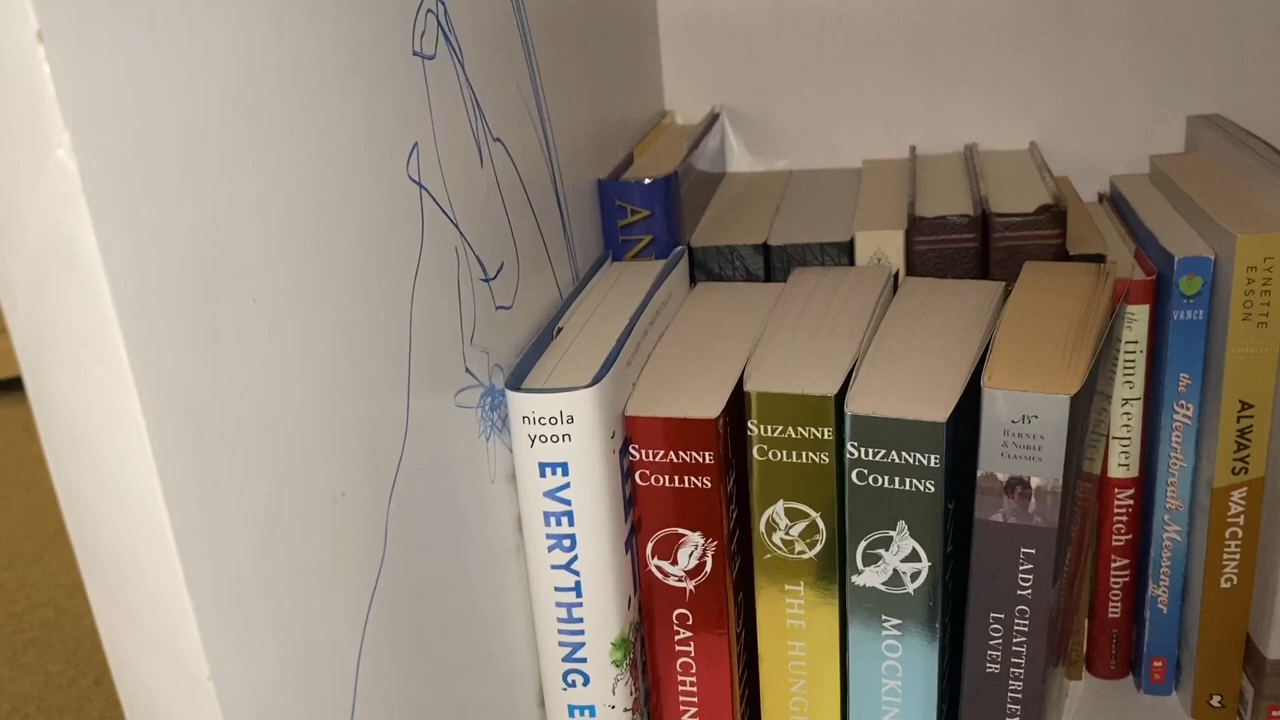 AN
nicola
yoon
EVERYTHING, E
SUZANNE
COLLINS
CATCHIN
SUZANNE
COLLINS
THE HUNG
SUZANNE
COLLINS
MOCKIN
BARNES
& NOBLE
CLASSICS
LADY CHATTERLEY
LOVER
the time keeper
Mitch Albom
VANCE
the Heartbreak Messenger
LYNETTE
EASON
ALWAYS WATCHING